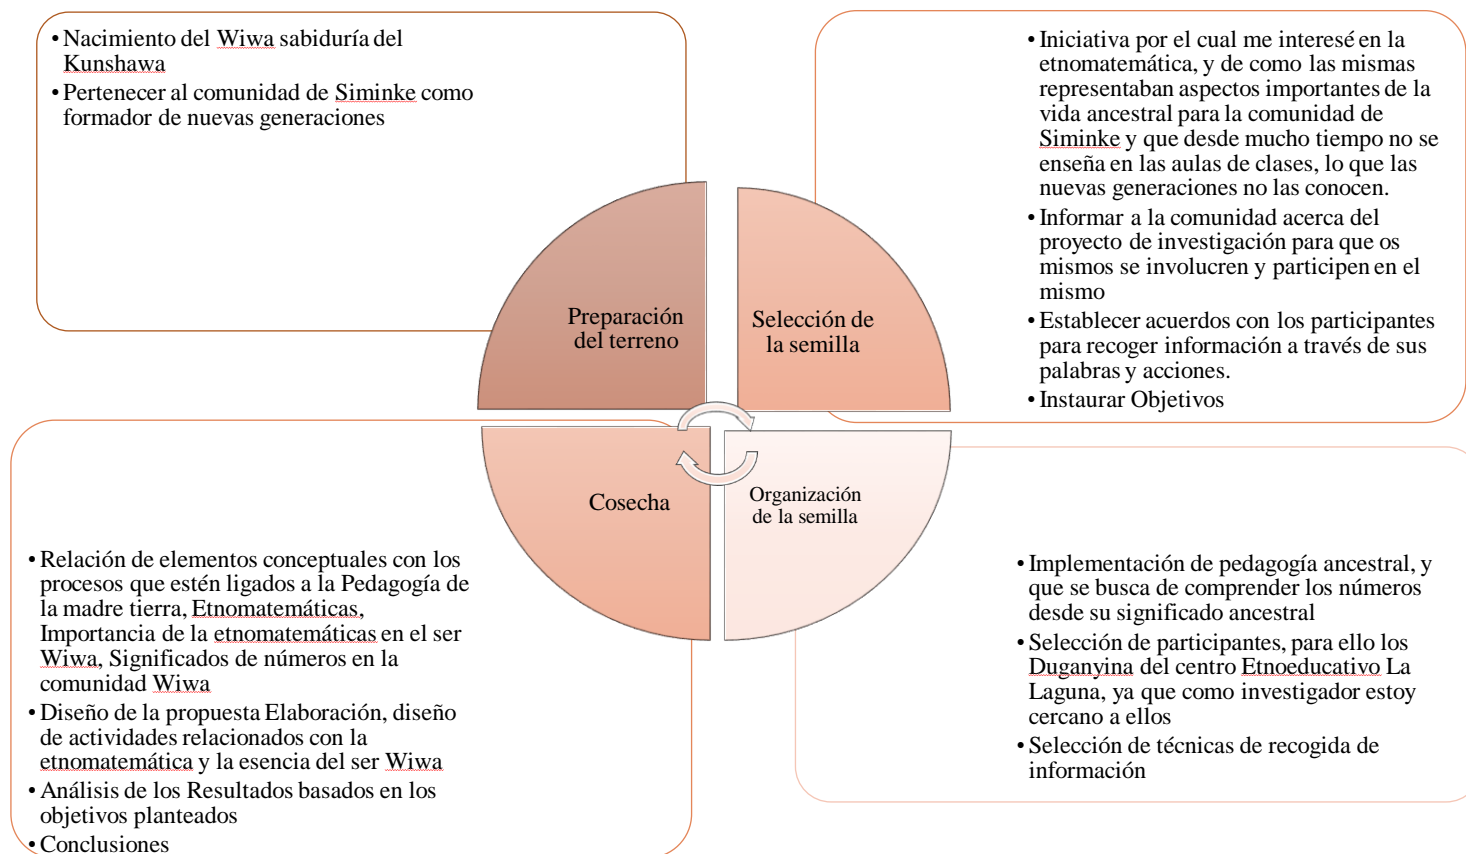 • Nacimiento del Wiwa sabiduría del
Kunshawa
• Pertenecer al comunidad de Siminke como
formador de nuevas generaciones
• Iniciativa por el cual me interesé en la
etnomatemática, y de como las mismas
representaban aspectos importantes de la
vida ancestral para la comunidad de
Siminke y que desde mucho tiempo no se
enseña en las aulas de clases, lo que las
nuevas generaciones no las conocen.
• Informar a la comunidad acerca del
proyecto de investigación para que os
mismos se involucren y participen en el
mismo
• Establecer acuerdos con los participantes
para recoger información a través de sus
palabras y acciones.
• Instaurar Objetivos
Preparación
del terreno
Selección de
la semilla
Cosecha
Organización
de la semilla
• Relación de elementos conceptuales con los
procesos que estén ligados a la Pedagogía de
la madre tierra, Etnomatemáticas,
Importancia de la etnomatemáticas en el ser
Wiwa, Significados de números en la
comunidad Wiwa
• Diseño de la propuesta Elaboración, diseño
de actividades relacionados con la
etnomatemática y la esencia del ser Wiwa
• Análisis de los Resultados basados en los
objetivos planteados
• Conclusiones
• Implementación de pedagogía ancestral, y
que se busca de comprender los números
desde su significado ancestral
• Selección de participantes, para ello los
Duganyina del centro Etnoeducativo La
Laguna, ya que como investigador estoy
cercano a ellos
• Selección de técnicas de recogida de
información